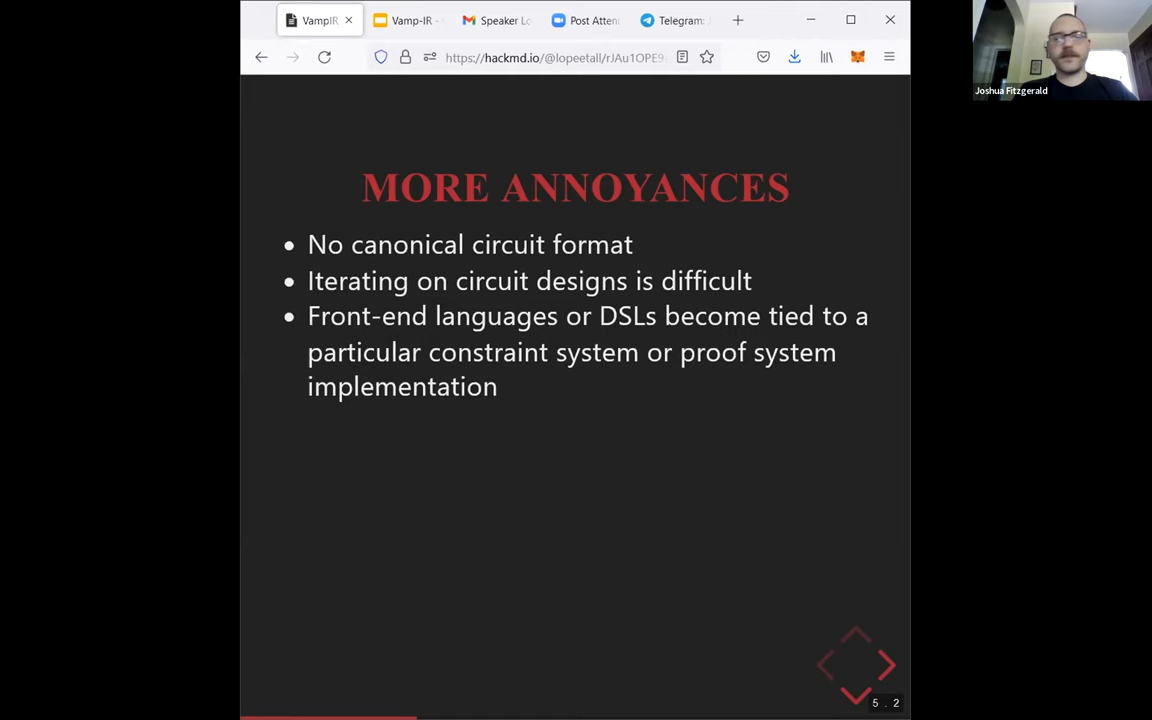 VampIR
Vamp-IR -
Speaker Lo
Post Atten
Telegram:
https://hackmd.io/@lopeetall/rJAu1OPE9
Joshua Fitzgerald
MORE ANNOYANCES
• No canonical circuit format
• Iterating on circuit designs is difficult
• Front-end languages or DSLs become tied to a
particular constraint system or proof system
implementation
5 . 2